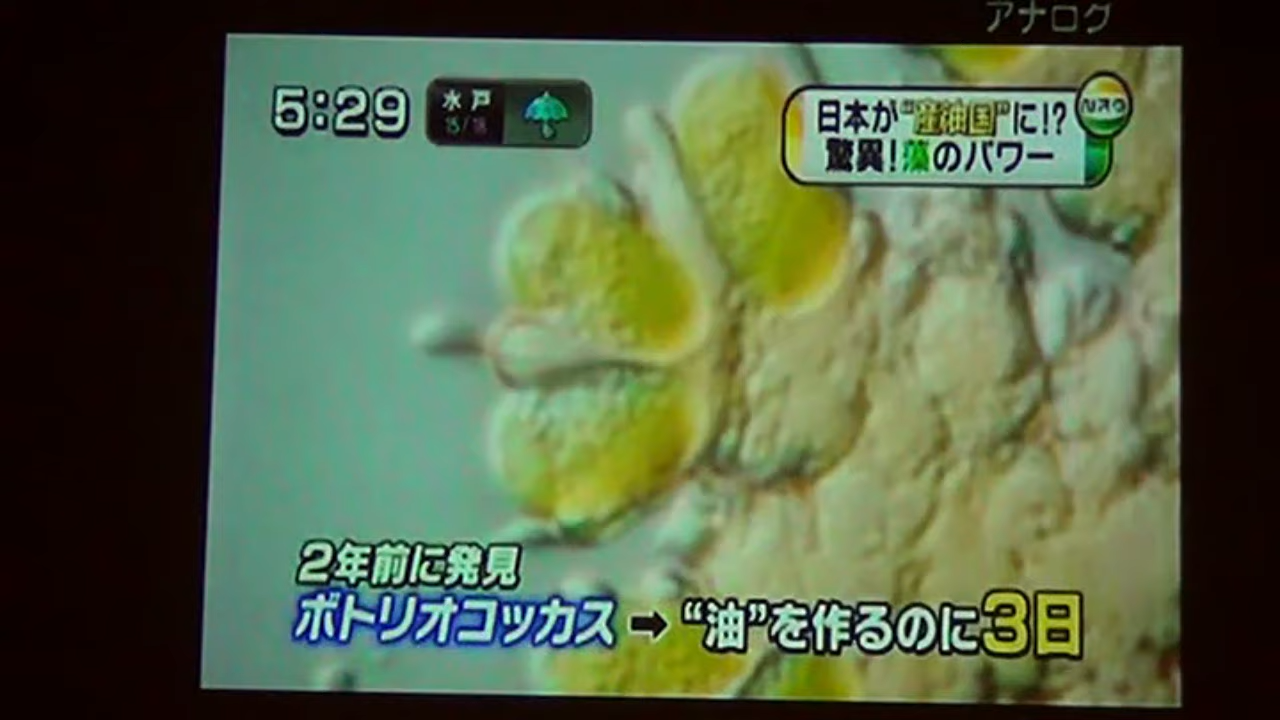 アナログ
5:29
水戸
日本が"産油国"に!?
驚異!藻のパワー
2年前に発見
ボトリオコッカス→"油"を作るのに3日